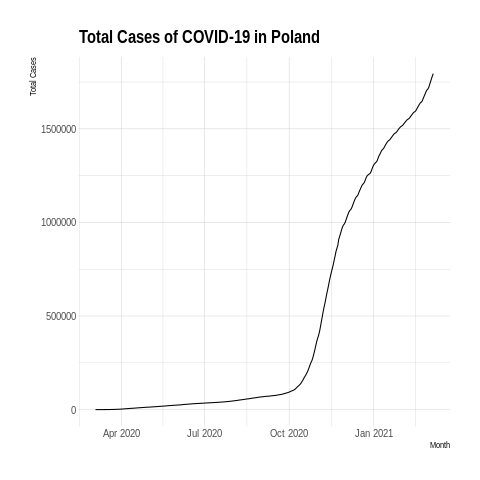 Total Cases of COVID-19 in Poland
Total Cases
1500000
1000000
500000
0
Apr 2020 Jul 2020 Oct 2020 Jan 2021
Month